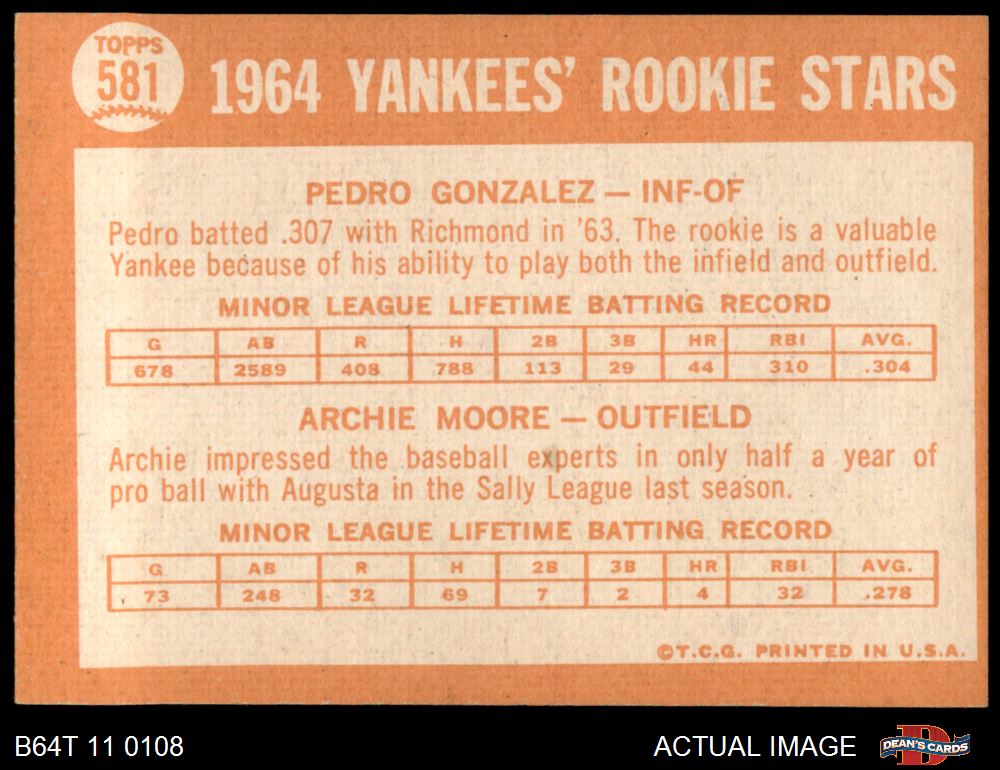 TOPPS
581
1964 YANKEES' ROOKIE STARS
PEDRO GONZALEZ — INF-OF
Pedro batted .307 with Richmond in '63. The rookie is a valuable
Yankee because of his ability to play both the infield and outfield.
MINOR LEAGUE LIFETIME BATTING RECORD
G AB R H 2B 3B HR RBI AVG.
678 2589 408 788 113 29 44 310 .304
ARCHIE MOORE — OUTFIELD
Archie impressed the baseball experts in only half a year of
pro ball with Augusta in the Sally League last season.
MINOR LEAGUE LIFETIME BATTING RECORD
G AB R H 2B 3B HR RBI AVG.
73 248 32 69 7 2 4 32 .278
©T.C.G. PRINTED IN U.S.A.
B64T 11 0108
ACTUAL IMAGE
D
DEAN'S CARDS